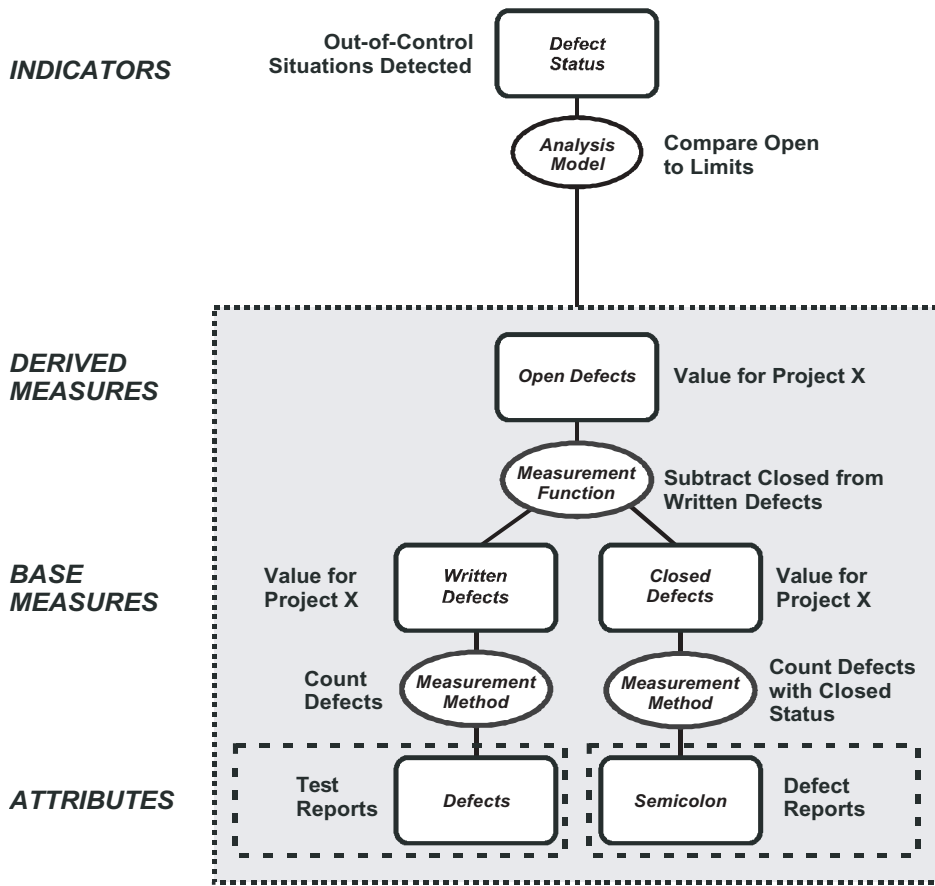 INDICATORS
Out-of-Control
Situations Detected
Defect
Status
Analysis
Model
Compare Open
to Limits
DERIVED
MEASURES
Open Defects
Value for Project X
Measurement
Function
Subtract Closed from
Written Defects
BASE
MEASURES
Value for
Project X
Written
Defects
Closed
Defects
Value for
Project X
Count
Defects
Measurement
Method
Measurement
Method
Count Defects
with Closed
Status
ATTRIBUTES
Test
Reports
Defects
Semicolon
Defect
Reports